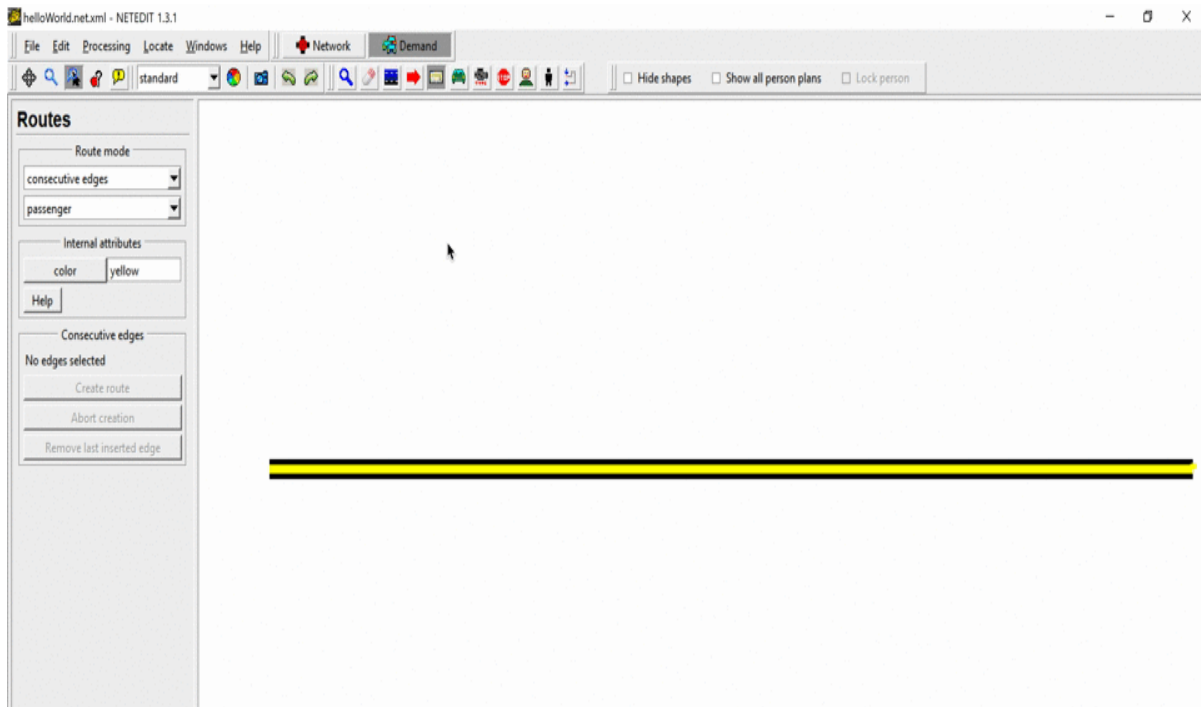 helloWorld.net.xml - NETEDIT 1.3.1
File Edit Processing Locate Windows Help Network Demand
standard Hide shapes Show all person plans Lock person
Routes
Route mode
consecutive edges
passenger
Internal attributes
color yellow
Help
Consecutive edges
No edges selected
Create route
Abort creation
Remove last inserted edge